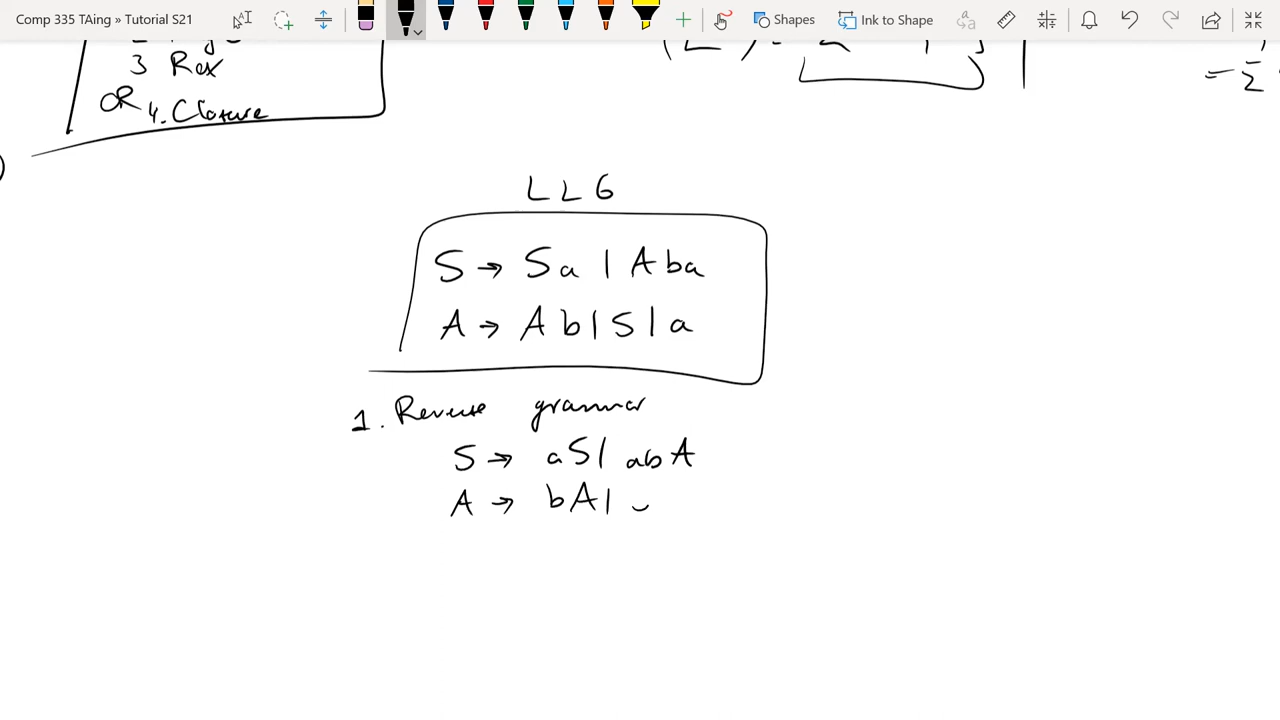 Comp 335 TAing » Tutorial S21
Shapes
Ink to Shape
3 Rex
OR 4. Closure
LLG
S → Sa | Aba
A → Ab | S | a
1. Reverse grammar
S → aS | abA
A → bA |